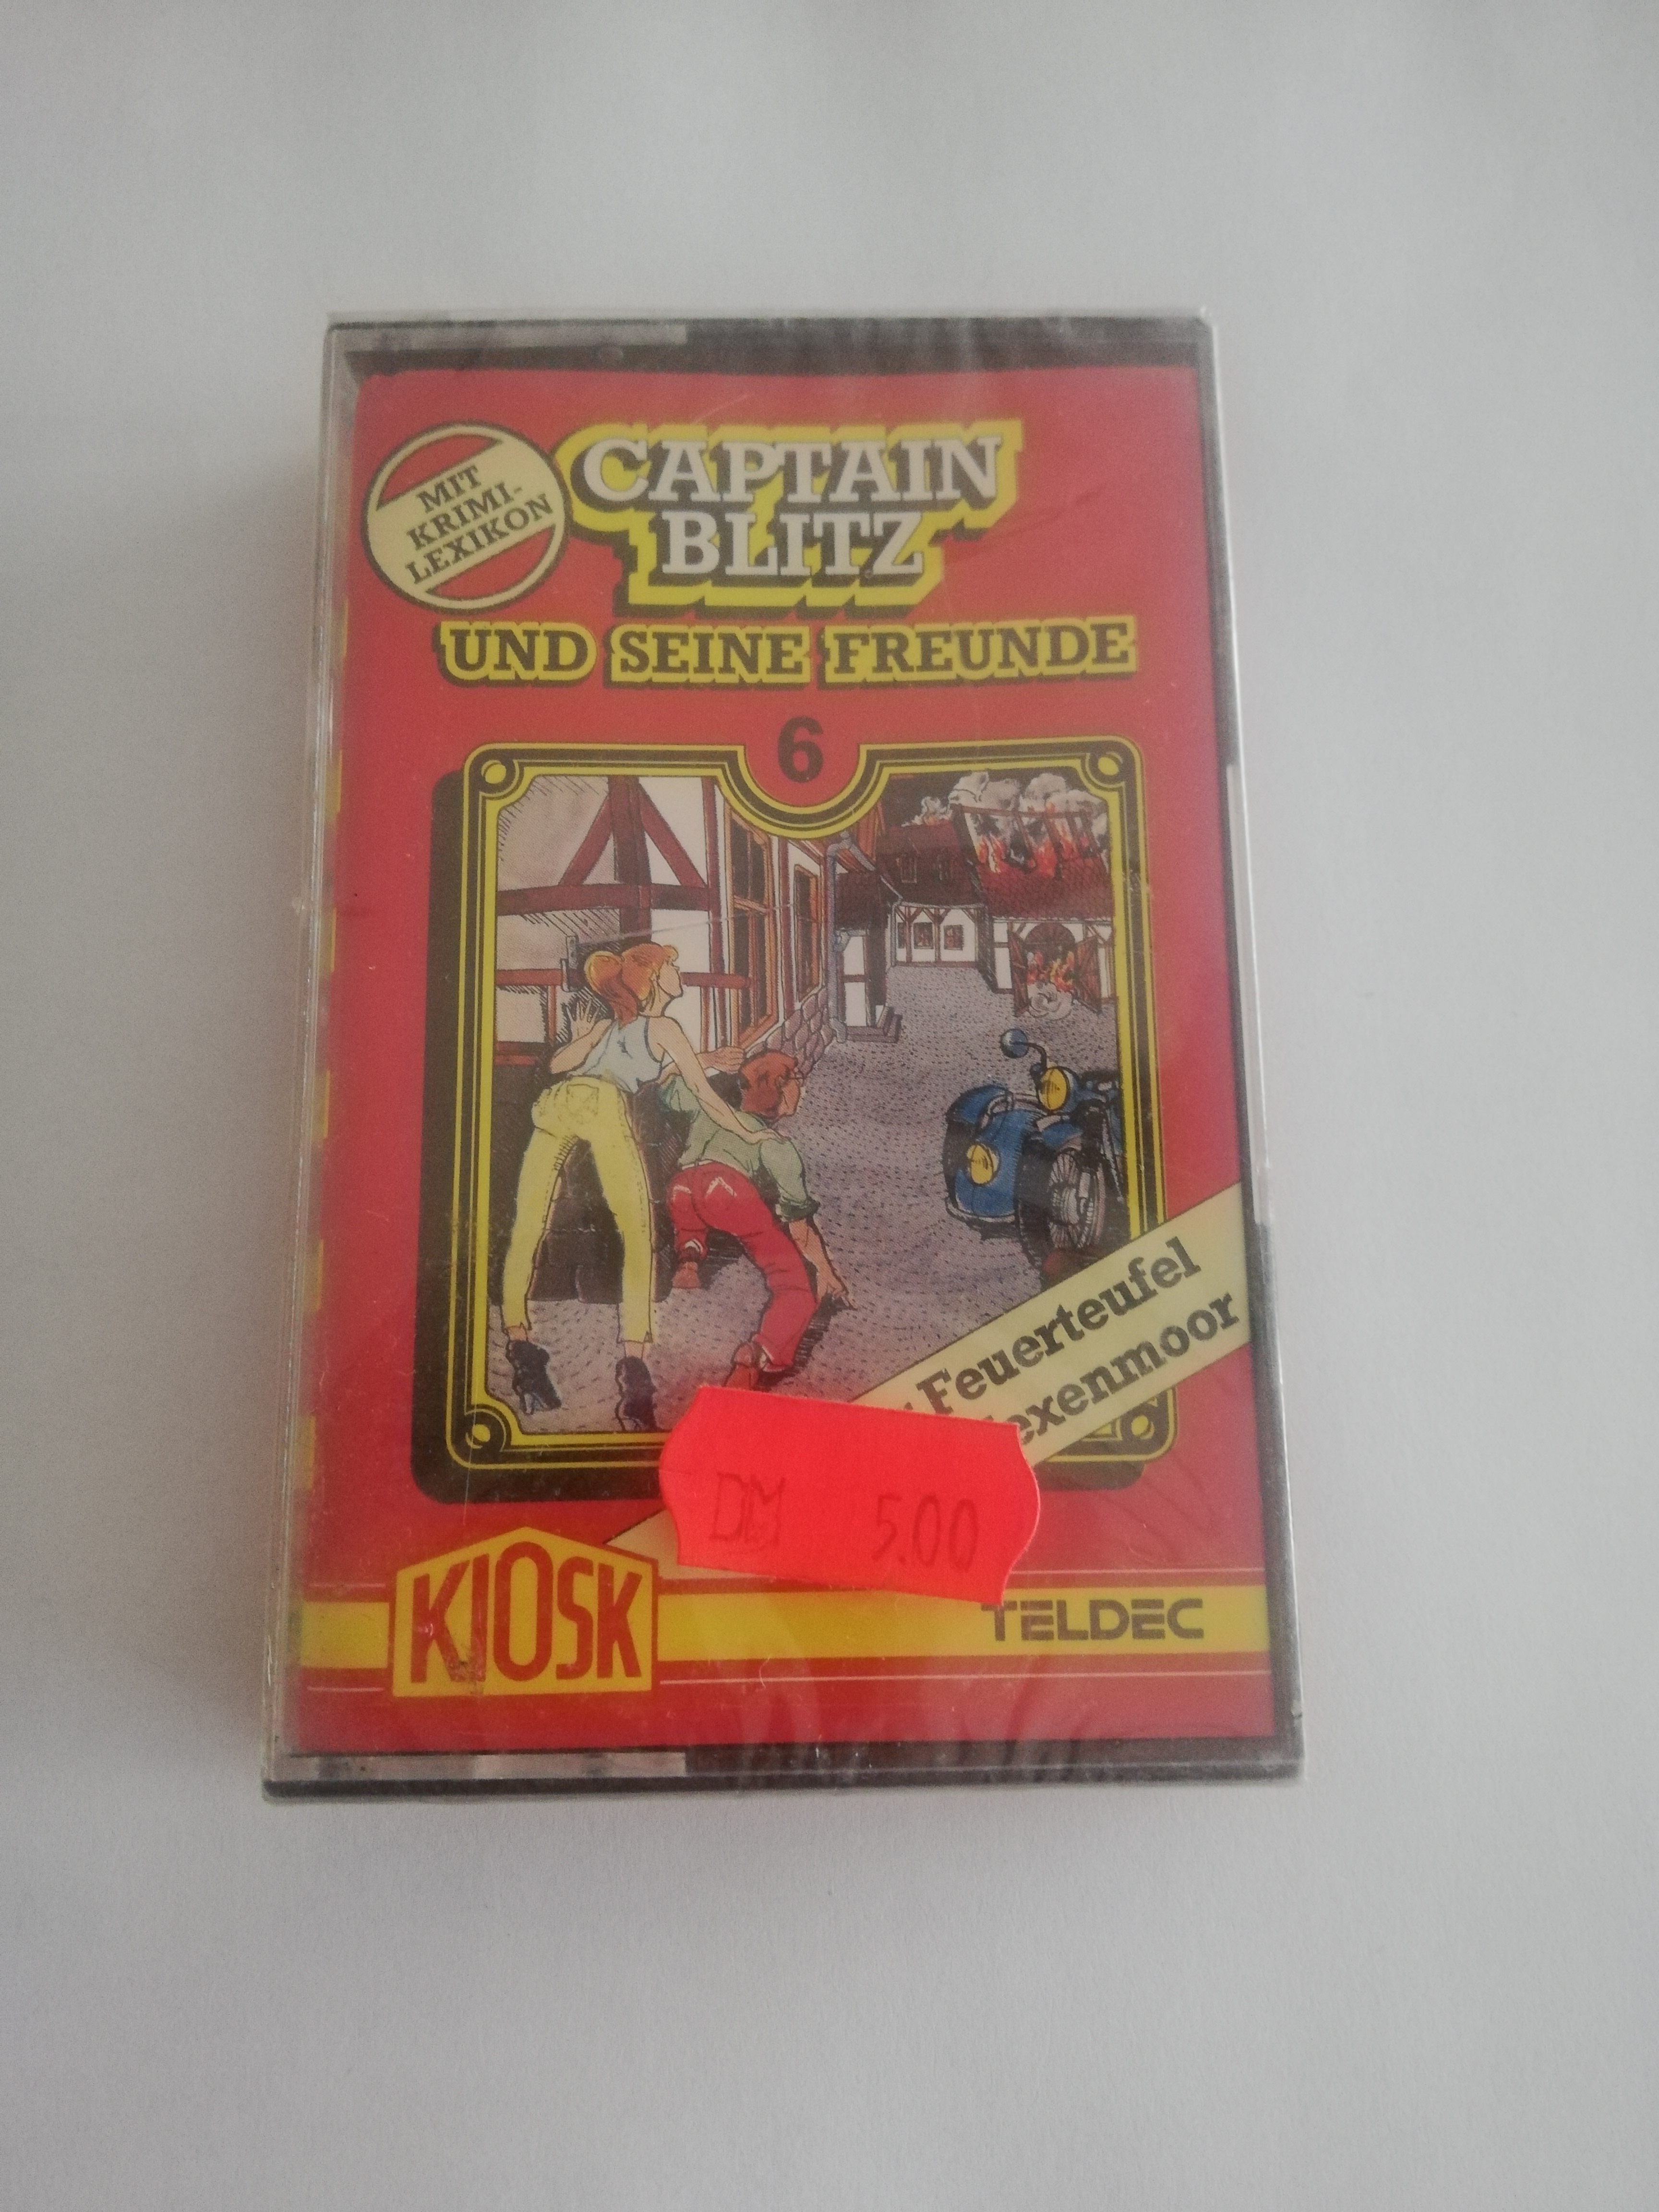 MIT
KRIMI-
LEXIKON
CAPTAIN
BLITZ
UND SEINE FREUNDE
6
Feuerteufel
exenmoor
DM 5.00
KIOSK
TELDEC